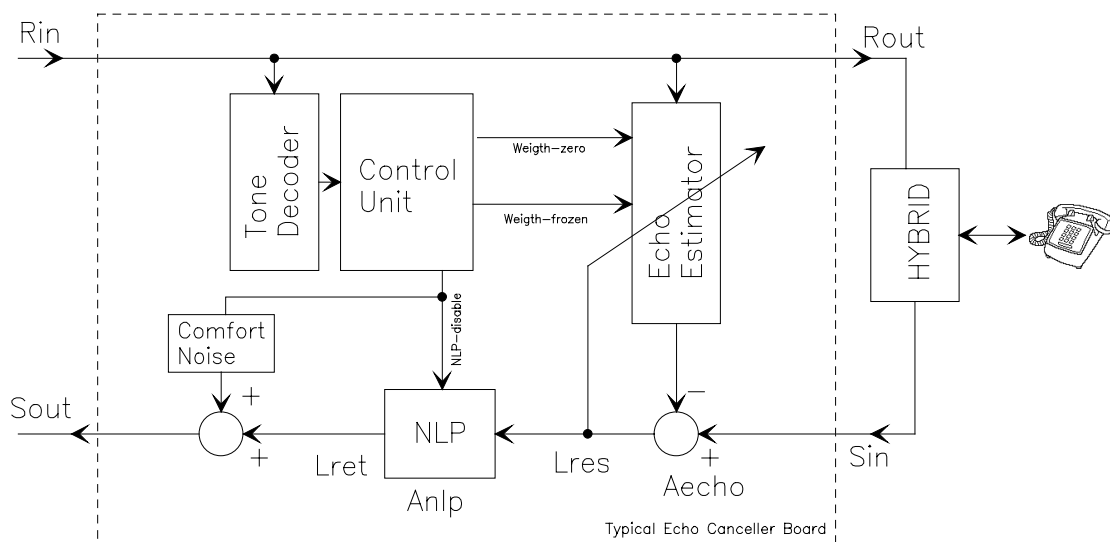 Rin
Rout
Tone
Decoder
Control
Unit
Weigth-zero
Weigth-frozen
Echo
Estimator
HYBRID
NLP-disable
Comfort
Noise
+
−
Sout
+
NLP
Lret
Anlp
Lres
+
Aecho
Sin
Typical Echo Canceller Board